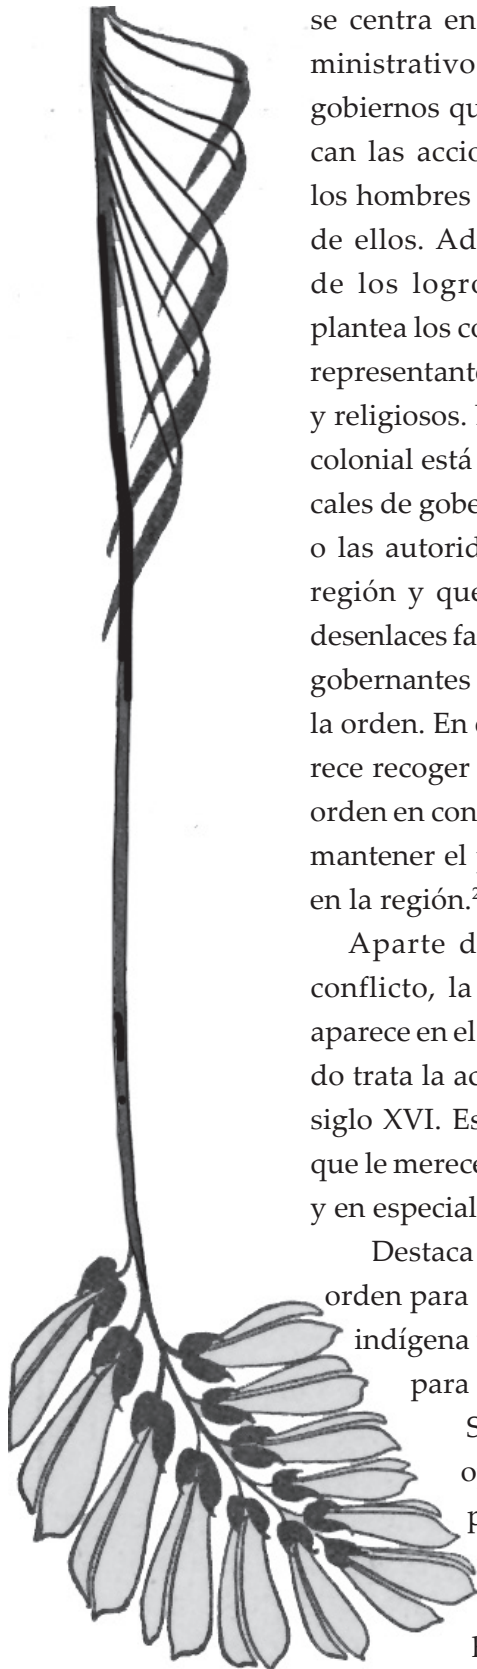 se centra en
ministrativo
gobiernos qu
can las accio
los hombres
de ellos. Ad
de los logro
plantea los co
representante
y religiosos.
colonial está
cales de gobe
o las autorid
región y que
desenlaces fa
gobernantes
la orden. En
rece recoger
orden en con
mantener el
en la región.²
Aparte d
conflicto, la
aparece en el
do trata la ac
siglo XVI. Es
que le merece
y en especial
Destaca
orden para
indígena
para
S
o
p